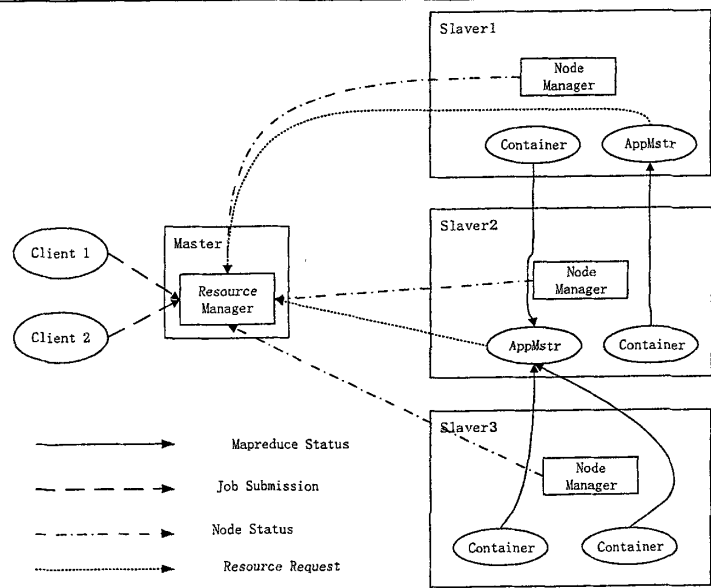 Slaver1
Node
Manager
Container
AppMstr
Slaver2
Node
Manager
AppMstr
Container
Slaver3
Node
Manager
Container
Container
Master
Resource
Manager
Client 1
Client 2
Mapreduce Status
Job Submission
Node Status
Resource Request